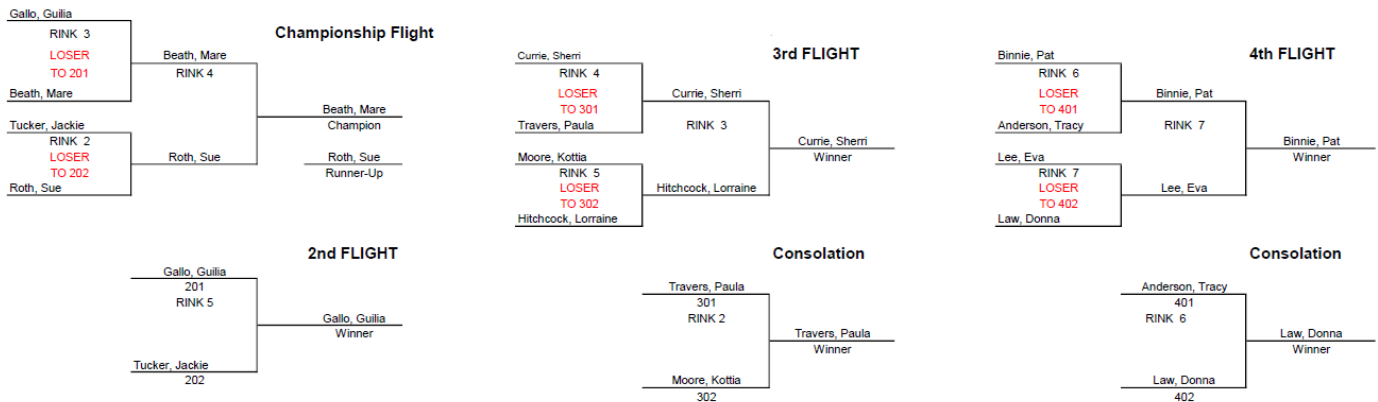 Gallo, Guilia
RINK 3
LOSER
TO 201
Beath, Mare
Championship Flight
Beath, Mare
RINK 4
Tucker, Jackie
RINK 2
LOSER
TO 202
Roth, Sue
Roth, Sue
Beath, Mare
Champion
Roth, Sue
Runner-Up
3rd FLIGHT
Currie, Sherri
RINK 4
LOSER
TO 301
Travers, Paula
Currie, Sherri
RINK 3
Moore, Kottia
RINK 5
LOSER
TO 302
Hitchcock, Lorraine
Hitchcock, Lorraine
Currie, Sherri
Winner
4th FLIGHT
Binnie, Pat
RINK 6
LOSER
TO 401
Anderson, Tracy
Binnie, Pat
RINK 7
Lee, Eva
RINK 7
LOSER
TO 402
Law, Donna
Lee, Eva
Binnie, Pat
Winner
2nd FLIGHT
Gallo, Guilia
201
RINK 5
Tucker, Jackie
202
Gallo, Guilia
Winner
Consolation
Travers, Paula
301
RINK 2
Moore, Kottia
302
Travers, Paula
Winner
Consolation
Anderson, Tracy
401
RINK 6
Law, Donna
402
Law, Donna
Winner